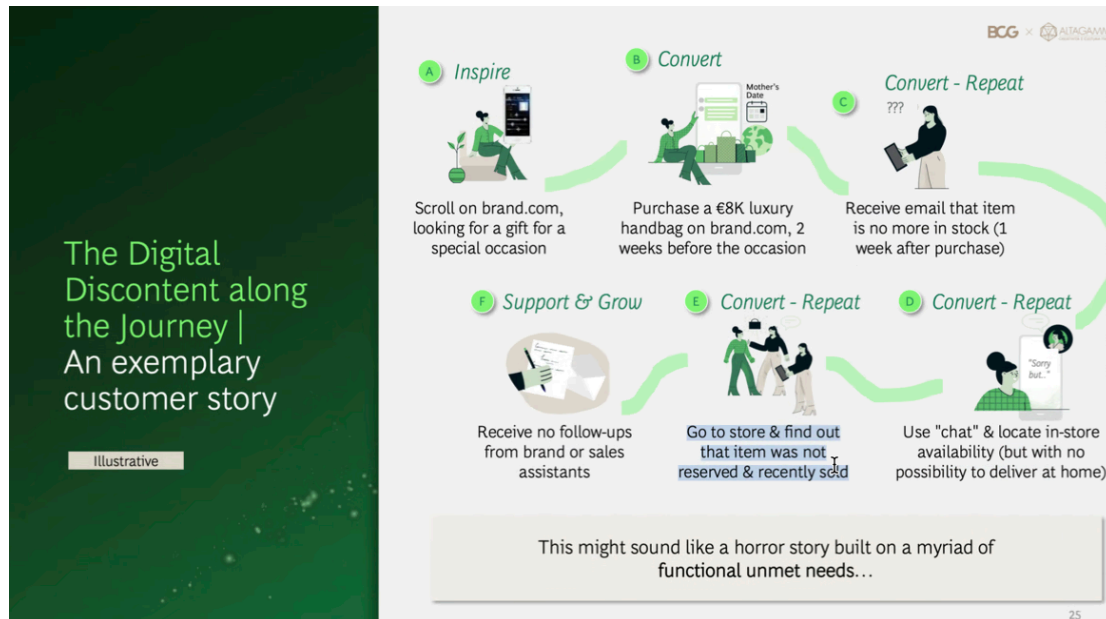 BCG × ALTAGAMM
The Digital
Discontent along
the Journey |
An exemplary
customer story
Illustrative
A Inspire
Scroll on brand.com,
looking for a gift for a
special occasion
B Convert
Mother's
Date
Purchase a €8K luxury
handbag on brand.com, 2
weeks before the occasion
C Convert - Repeat
???
Receive email that item
is no more in stock (1
week after purchase)
D Convert - Repeat
"Sorry
but.."
Use "chat" & locate in-store
availability (but with no
possibility to deliver at home)
E Convert - Repeat
Go to store & find out
that item was not
reserved & recently sold
F Support & Grow
Receive no follow-ups
from brand or sales
assistants
This might sound like a horror story built on a myriad of
functional unmet needs...
25